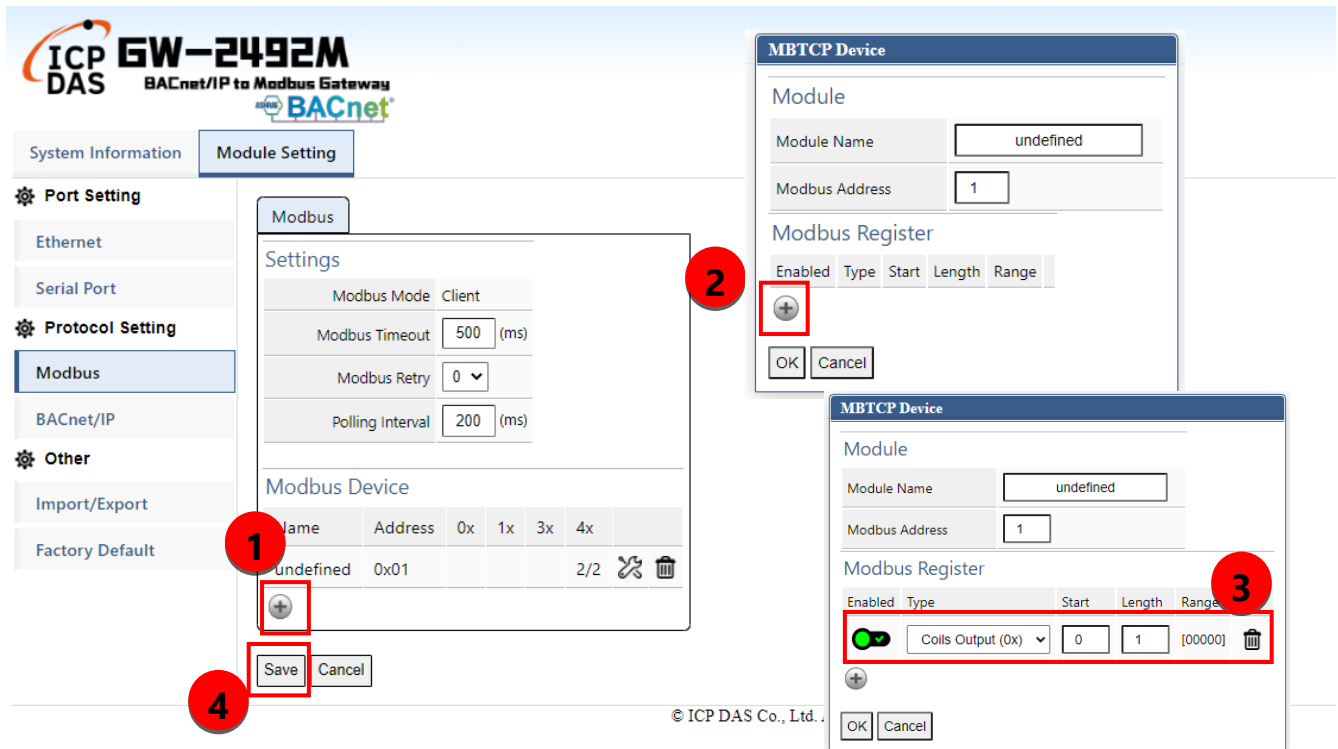 ICP DAS GW-2492M
BACnet/IP to Modbus Gateway
ASHRAE BACnet
System Information Module Setting
Port Setting
Ethernet
Serial Port
Protocol Setting
Modbus
BACnet/IP
Other
Import/Export
Factory Default
Modbus
Settings
Modbus Mode Client
Modbus Timeout 500 (ms)
Modbus Retry 0
Polling Interval 200 (ms)
Modbus Device
Name Address 0x 1x 3x 4x
1
undefined 0x01 2/2
Save Cancel
4
© ICP DAS Co., Ltd.
MBTCP Device
Module
Module Name undefined
Modbus Address 1
Modbus Register
2
Enabled Type Start Length Range
OK Cancel
MBTCP Device
Module
Module Name undefined
Modbus Address 1
Modbus Register
3
Enabled Type Start Length Range
Coils Output (0x) 0 1 [00000]
OK Cancel